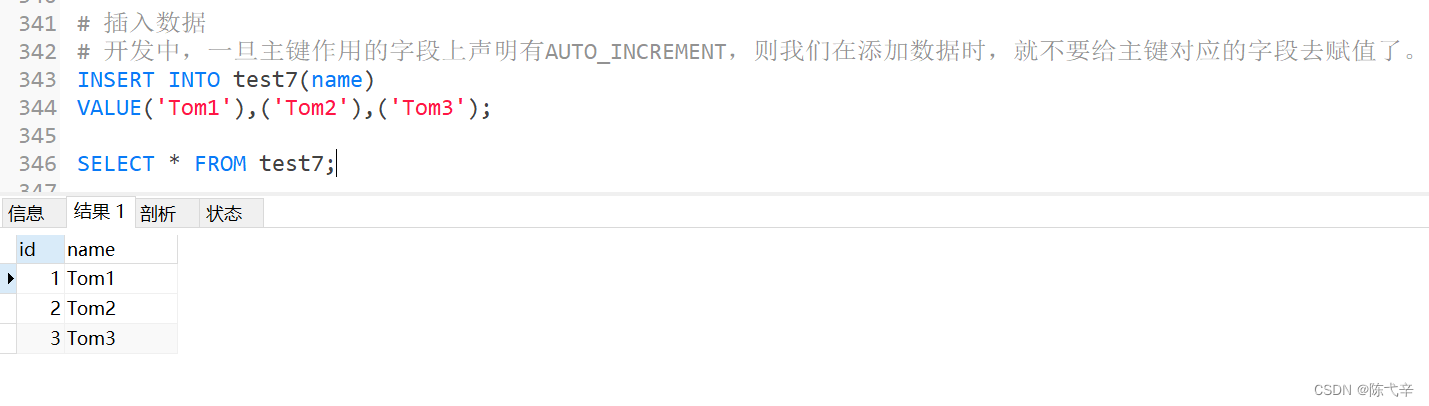 341 # 插入数据
342 # 开发中，一旦主键作用的字段上声明有AUTO_INCREMENT，则我们在添加数据时，就不要给主键对应的字段去赋值了。
343 INSERT INTO test7(name)
344 VALUE('Tom1'),('Tom2'),('Tom3');
345
346 SELECT * FROM test7;
347
信息 结果 1 剖析 状态
id name
1 Tom1
2 Tom2
3 Tom3
CSDN @陈弋辛